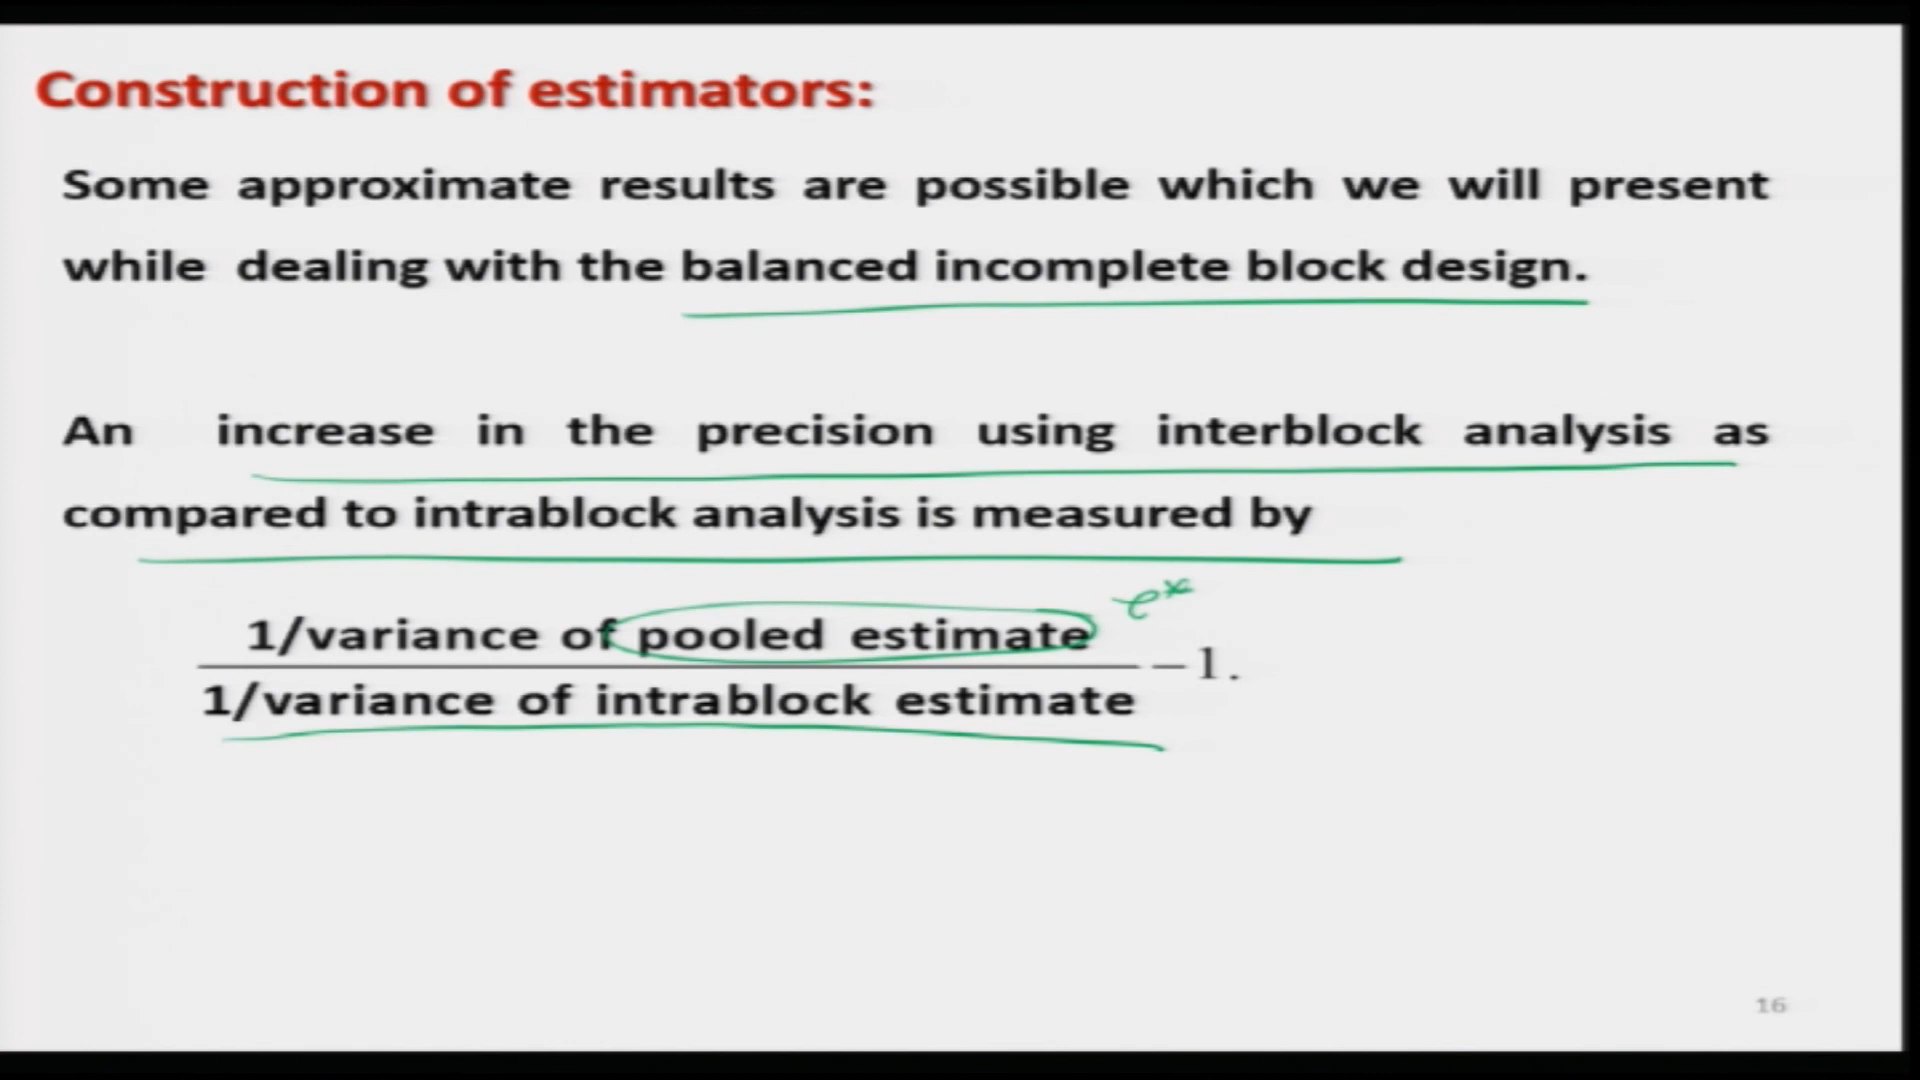 Construction of estimators:
Some approximate results are possible which we will present
while dealing with the balanced incomplete block design.
An increase in the precision using interblock analysis as
compared to intrablock analysis is measured by
1/variance of pooled estimate
1/variance of intrablock estimate
−1.
16